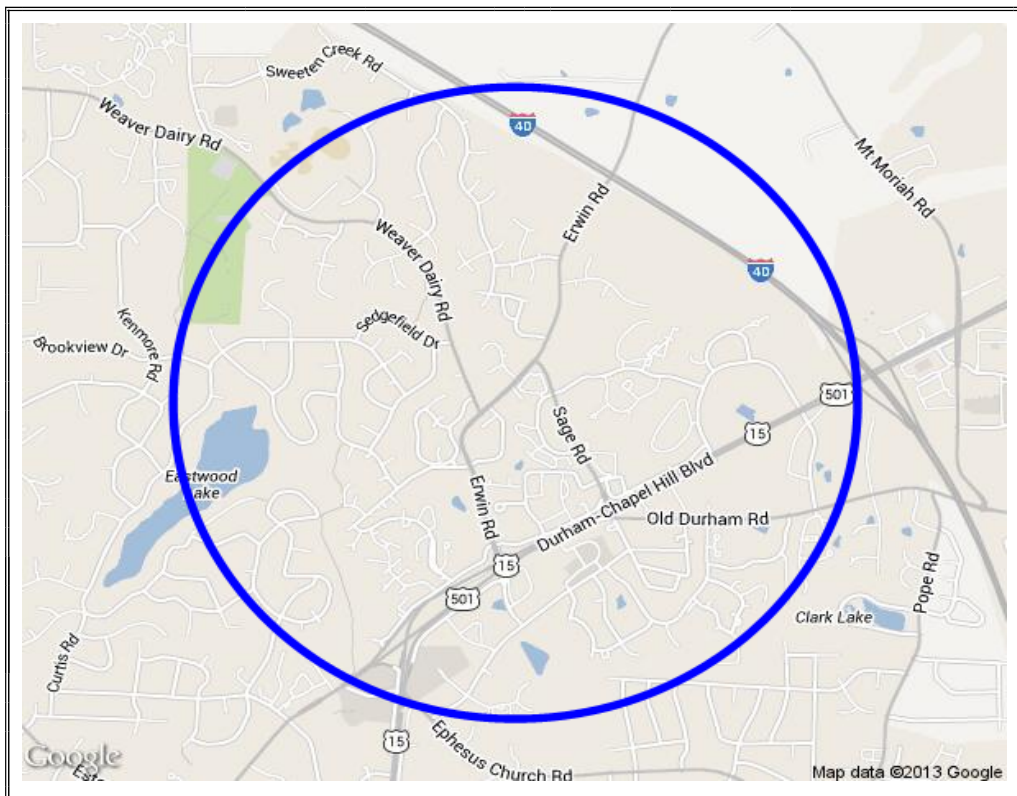 Sweeten Creek Rd
Weaver Dairy Rd
40
Mt Moriah Rd
Erwin Rd
Weaver Dairy Rd
40
Kenmore Rd
Sedgefield Dr
Brookview Dr
501
15
Sage Rd
Eastwood
Lake
Durham-Chapel Hill Blvd
Erwin Rd
Old Durham Rd
15
Pope Rd
501
Clark Lake
Curtis Rd
15
Ephesus Church Rd
Google
Map data ©2013 Google